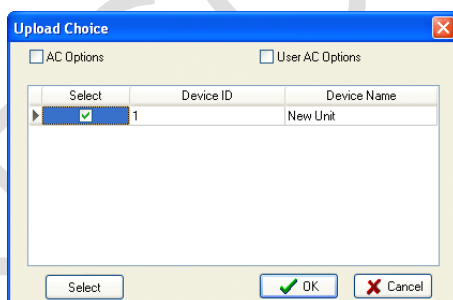 Upload Choice
AC Options User AC Options
Select Device ID Device Name
1 New Unit
Select OK Cancel